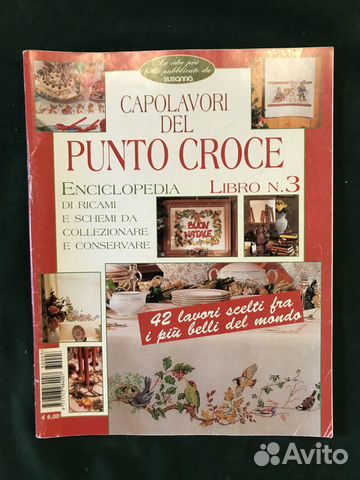 Le idee più
belle pubblicate da
susanna
CAPOLAVORI
DEL
PUNTO CROCE
ENCICLOPEDIA LIBRO N.3
DI RICAMI
E SCHEMI DA
COLLEZIONARE
E CONSERVARE
BUON
NATALE
42 lavori scelti fra
i più belli del mondo
€ 6,00
Avito